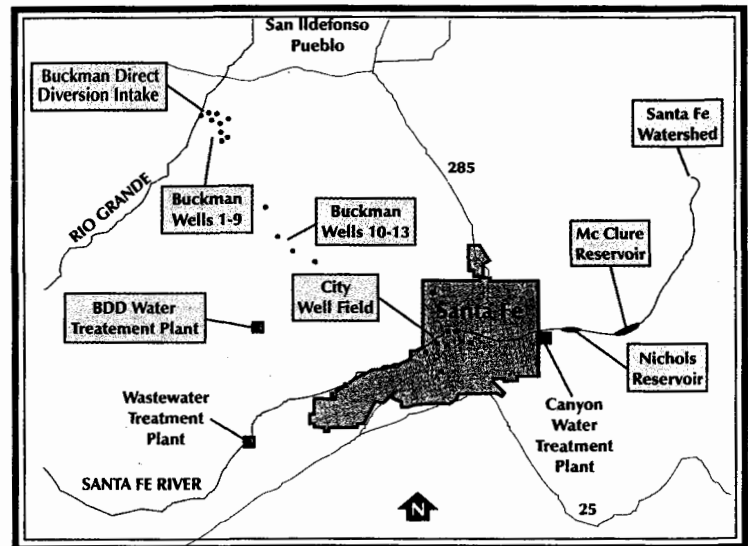 San Ildefonso
Pueblo
Buckman Direct
Diversion Intake
Santa Fe
Watershed
285
RIO GRANDE
Buckman
Wells 1-9
Buckman
Wells 10-13
Mc Clure
Reservoir
City
Well Field
Santa Fe
BDD Water
Treatement Plant
Nichols
Reservoir
Wastewater
Treatment
Plant
Canyon
Water
Treatment
Plant
SANTA FE RIVER
N
25